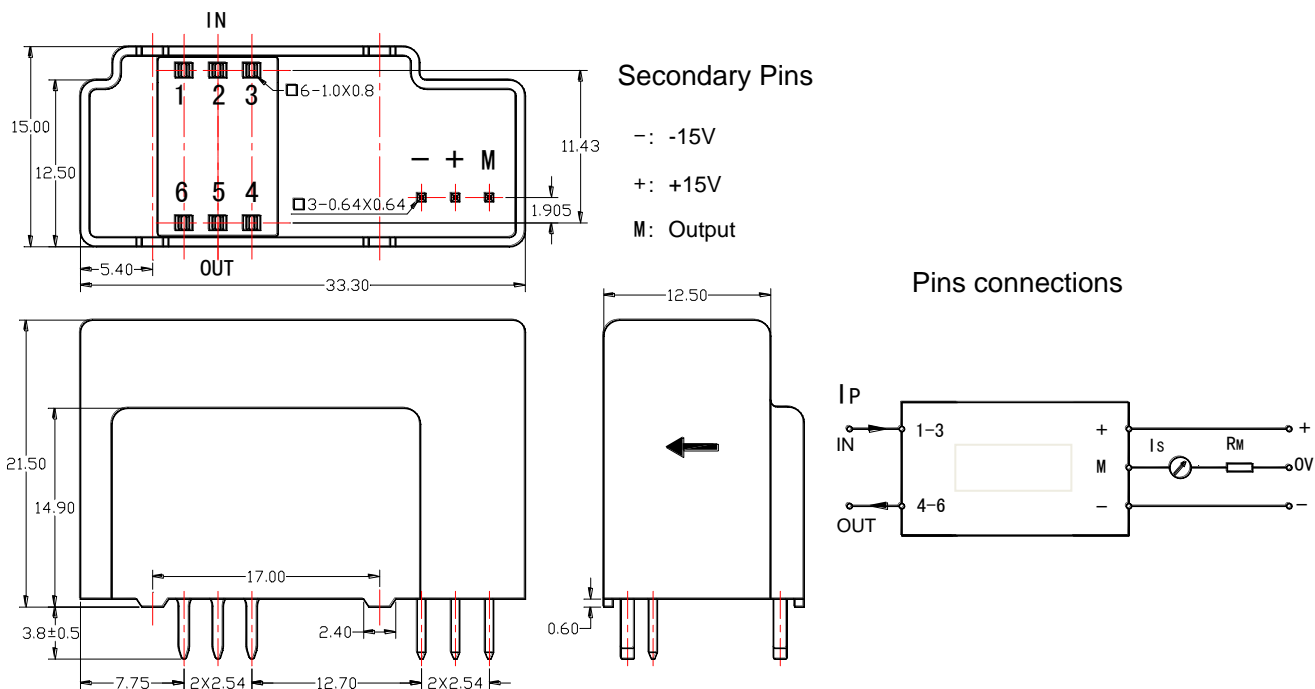 IN
1 2 3
□6-1.0X0.8
15.00
12.50
11.43
- + M
6 5 4
□3-0.64X0.64
1.905
OUT
5.40
33.30
Secondary Pins
-: -15V
+: +15V
M: Output
Pins connections
12.50
21.50
14.90
17.00
3.8±0.5
2.40
0.60
7.75
2X2.54
12.70
2X2.54
IP
IN
1-3
+
IS
RM
+
M
0V
4-6
-
-
OUT